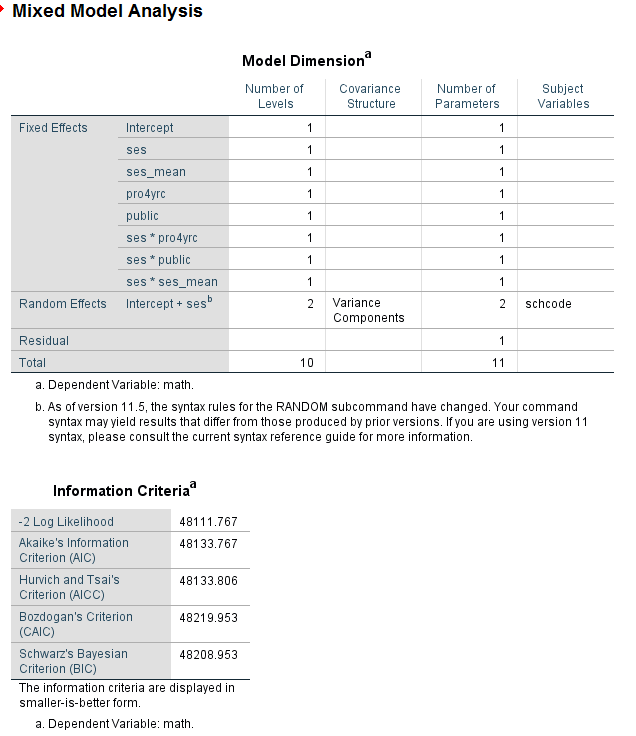 Mixed Model Analysis
Model Dimensionᵃ
Number of Levels Covariance Structure Number of Parameters Subject Variables
Fixed Effects Intercept 1 1
ses 1 1
ses_mean 1 1
pro4yrc 1 1
public 1 1
ses * pro4yrc 1 1
ses * public 1 1
ses * ses_mean 1 1
Random Effects Intercept + sesᵇ 2 Variance Components 2 schcode
Residual 1
Total 10 11
a. Dependent Variable: math.
b. As of version 11.5, the syntax rules for the RANDOM subcommand have changed. Your command
syntax may yield results that differ from those produced by prior versions. If you are using version 11
syntax, please consult the current syntax reference guide for more information.
Information Criteriaᵃ
-2 Log Likelihood 48111.767
Akaike's Information Criterion (AIC) 48133.767
Hurvich and Tsai's Criterion (AICC) 48133.806
Bozdogan's Criterion (CAIC) 48219.953
Schwarz's Bayesian Criterion (BIC) 48208.953
The information criteria are displayed in
smaller-is-better form.
a. Dependent Variable: math.